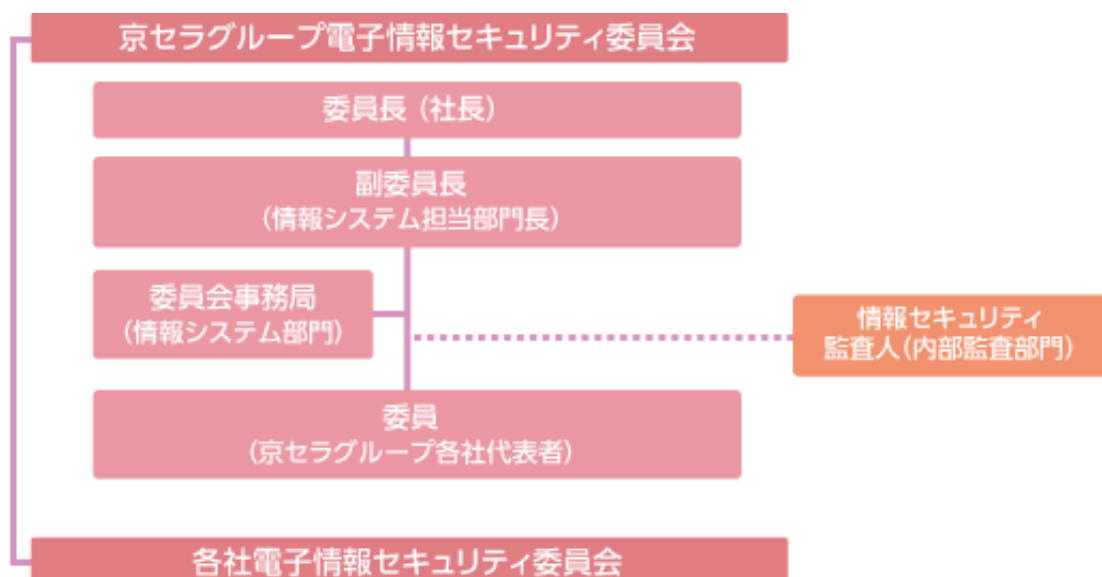 京セラグループ電子情報セキュリティ委員会
委員長（社長）
副委員長
（情報システム担当部門長）
委員会事務局
（情報システム部門）
情報セキュリティ
監査人（内部監査部門）
委員
（京セラグループ各社代表者）
各社電子情報セキュリティ委員会